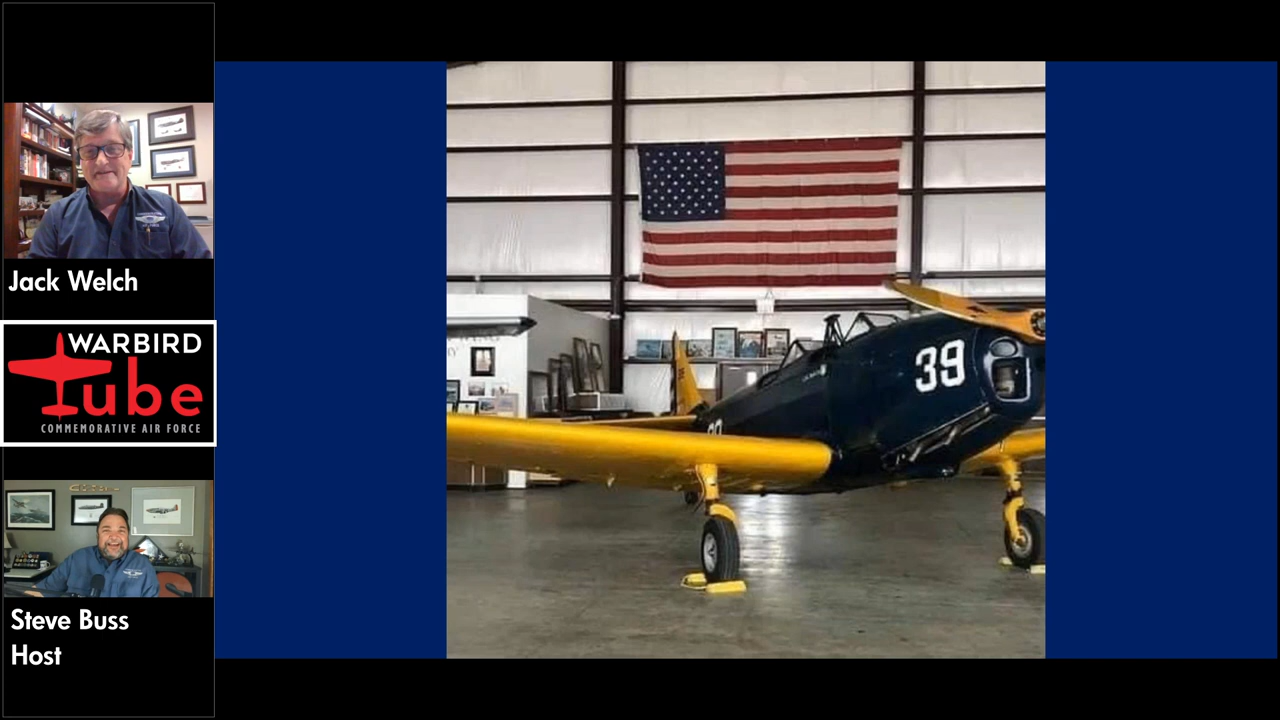 Jack Welch
WARBIRD
Tube
COMMEMORATIVE AIR FORCE
Steve Buss
Host
39